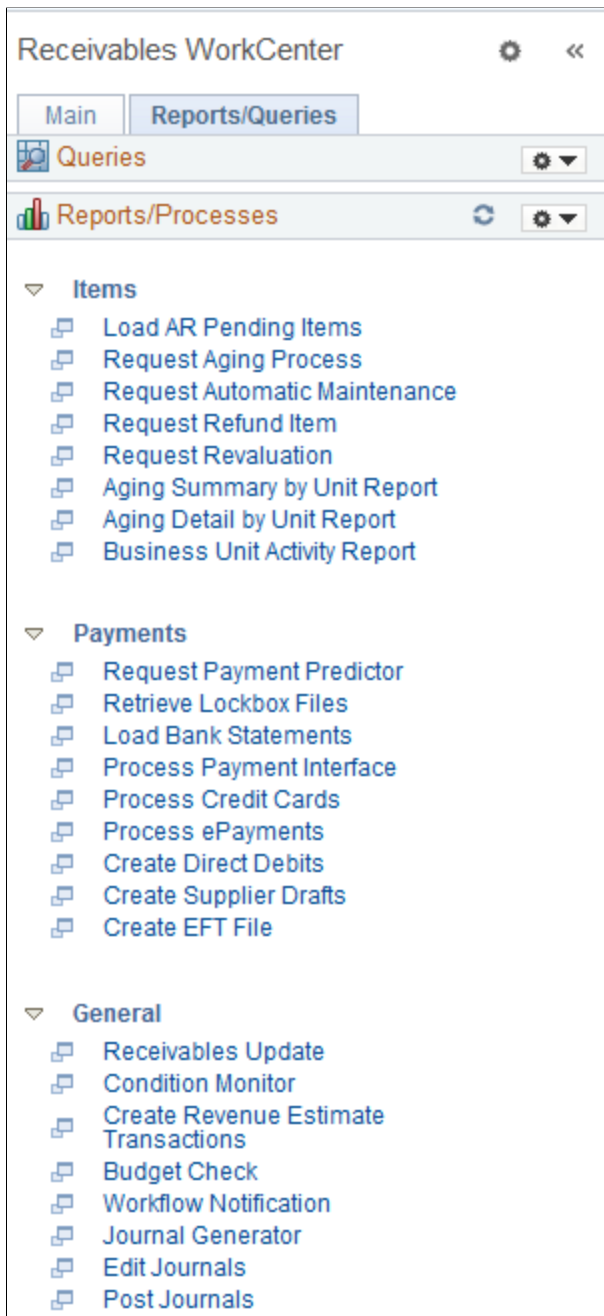 Receivables WorkCenter
Main
Reports/Queries
Queries
Reports/Processes
Items
Load AR Pending Items
Request Aging Process
Request Automatic Maintenance
Request Refund Item
Request Revaluation
Aging Summary by Unit Report
Aging Detail by Unit Report
Business Unit Activity Report
Payments
Request Payment Predictor
Retrieve Lockbox Files
Load Bank Statements
Process Payment Interface
Process Credit Cards
Process ePayments
Create Direct Debits
Create Supplier Drafts
Create EFT File
General
Receivables Update
Condition Monitor
Create Revenue Estimate
Transactions
Budget Check
Workflow Notification
Journal Generator
Edit Journals
Post Journals